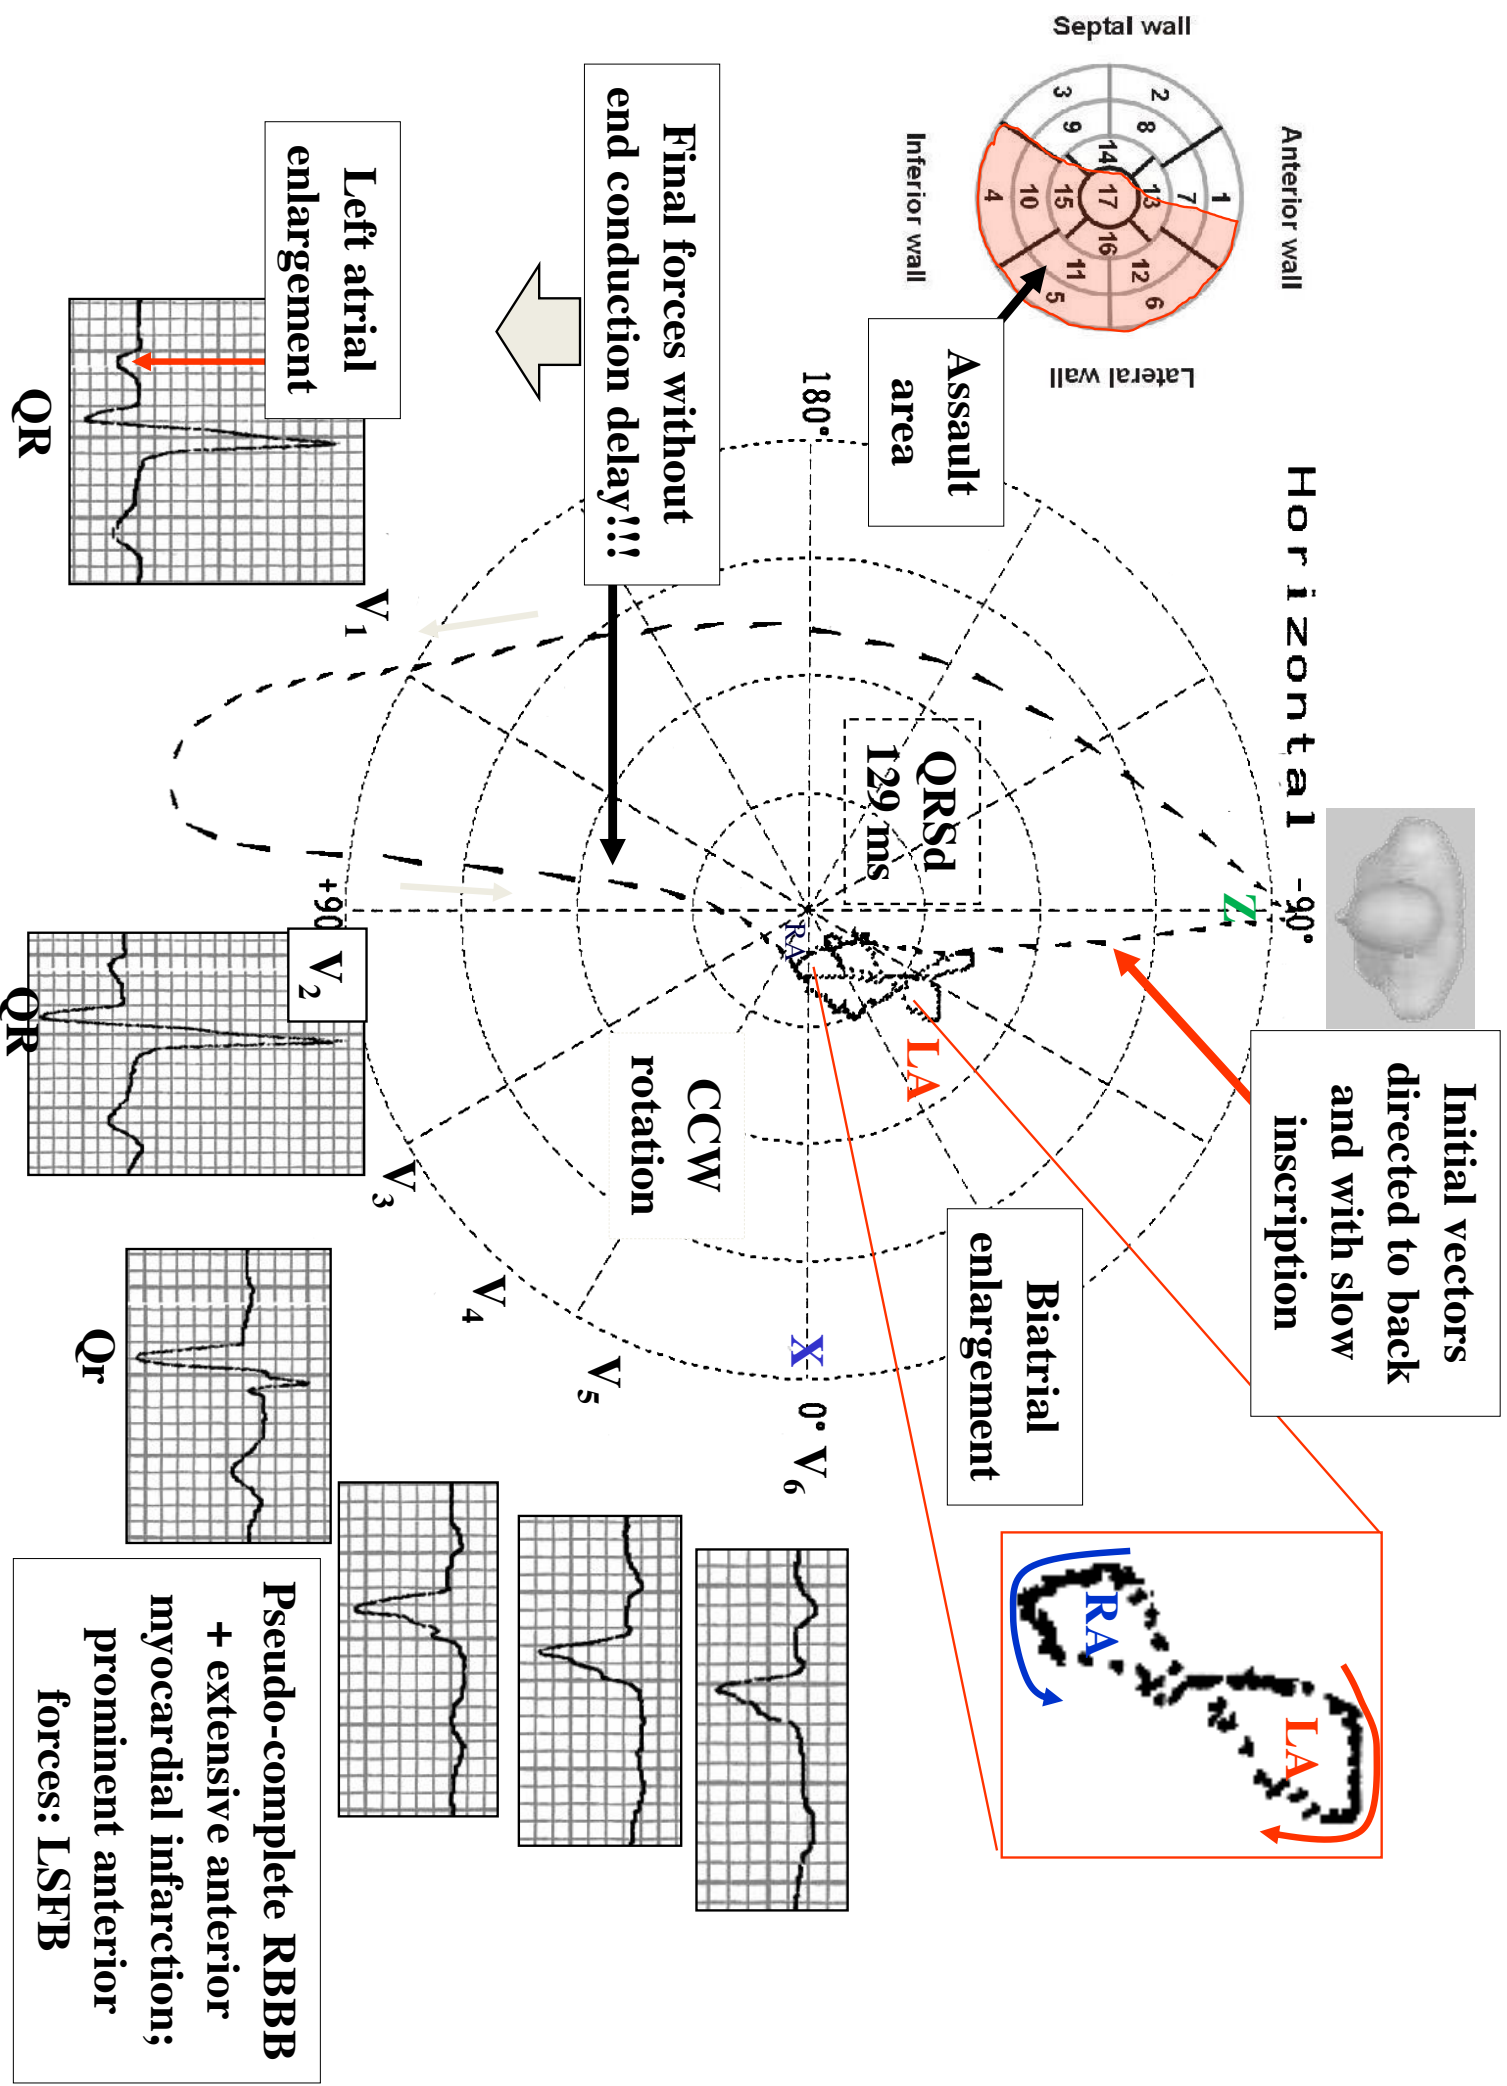 Horizontal
-90°
Z
Initial vectors
directed to back
and with slow
inscription
Septal wall
Anterior wall
Inferior wall
Lateral wall
1
2
3
4
5
6
7
8
9
10
11
12
13
14
15
16
17
Assault
area
180°
QRSd
129 ms
RA
LA
Biatrial
enlargement
X
0° V6
RA
LA
Final forces without
end conduction delay!!!
CCW
rotation
Left atrial
enlargement
V1
+90
V2
V3
V4
V5
QR
QR
Qr
Pseudo-complete RBBB
+ extensive anterior
myocardial infarction;
prominent anterior
forces: LSFB